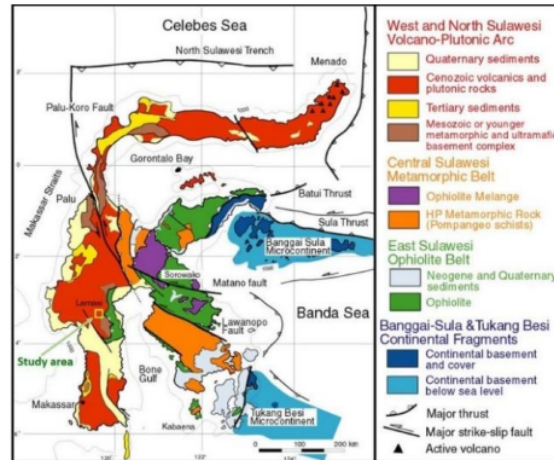 Celebes Sea
North Sulawesi Trench
Menado
Palu-Koro Fault
Gorontalo Bay
Makassar Straits
Palu
Batui Thrust
Sula Thrust
Banggai Sula
Microcontinent
Sorowako
Matano fault
Lamasi
Banda Sea
Lawanopo
Fault
Study area
Bone
Gulf
Makassar
Kabaena
Tukang Besi
Microcontinent
0 100 200 km
West and North Sulawesi
Volcano-Plutonic Arc
Quaternary sediments
Cenozoic volcanics and
plutonic rocks
Tertiary sediments
Mesozoic or younger
metamorphic and ultramafic
basement complex
Central Sulawesi
Metamorphic Belt
Ophiolite Melange
HP Metamorphic Rock
(Pompangeo schists)
East Sulawesi
Ophiolite Belt
Neogene and Quaternary
sediments
Ophiolite
Banggai-Sula & Tukang Besi
Continental Fragments
Continental basement
and cover
Continental basement
below sea level
Major thrust
Major strike-slip fault
Active volcano